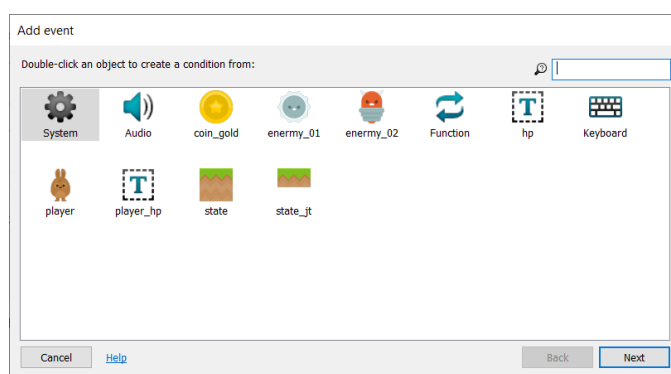 Add event
Double-click an object to create a condition from:
System Audio coin_gold enermy_01 enermy_02 Function hp Keyboard
player player_hp state state_jt
Cancel Help Back Next